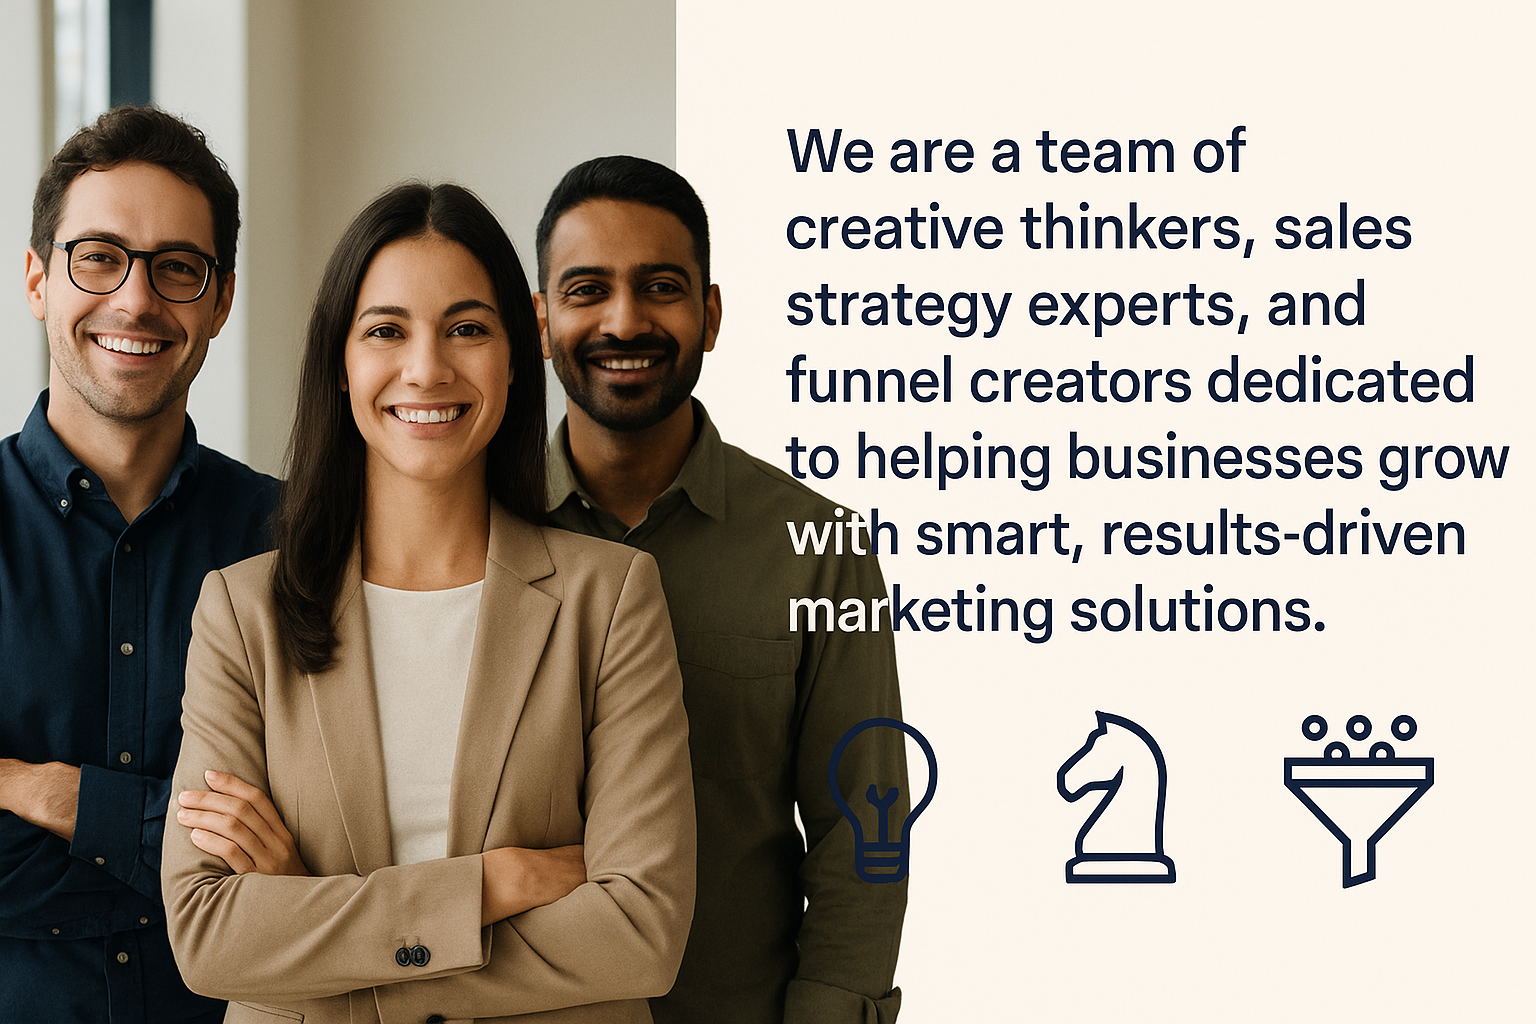 We are a team of
creative thinkers, sales
strategy experts, and
funnel creators dedicated
to helping businesses grow
with smart, results-driven
marketing solutions.